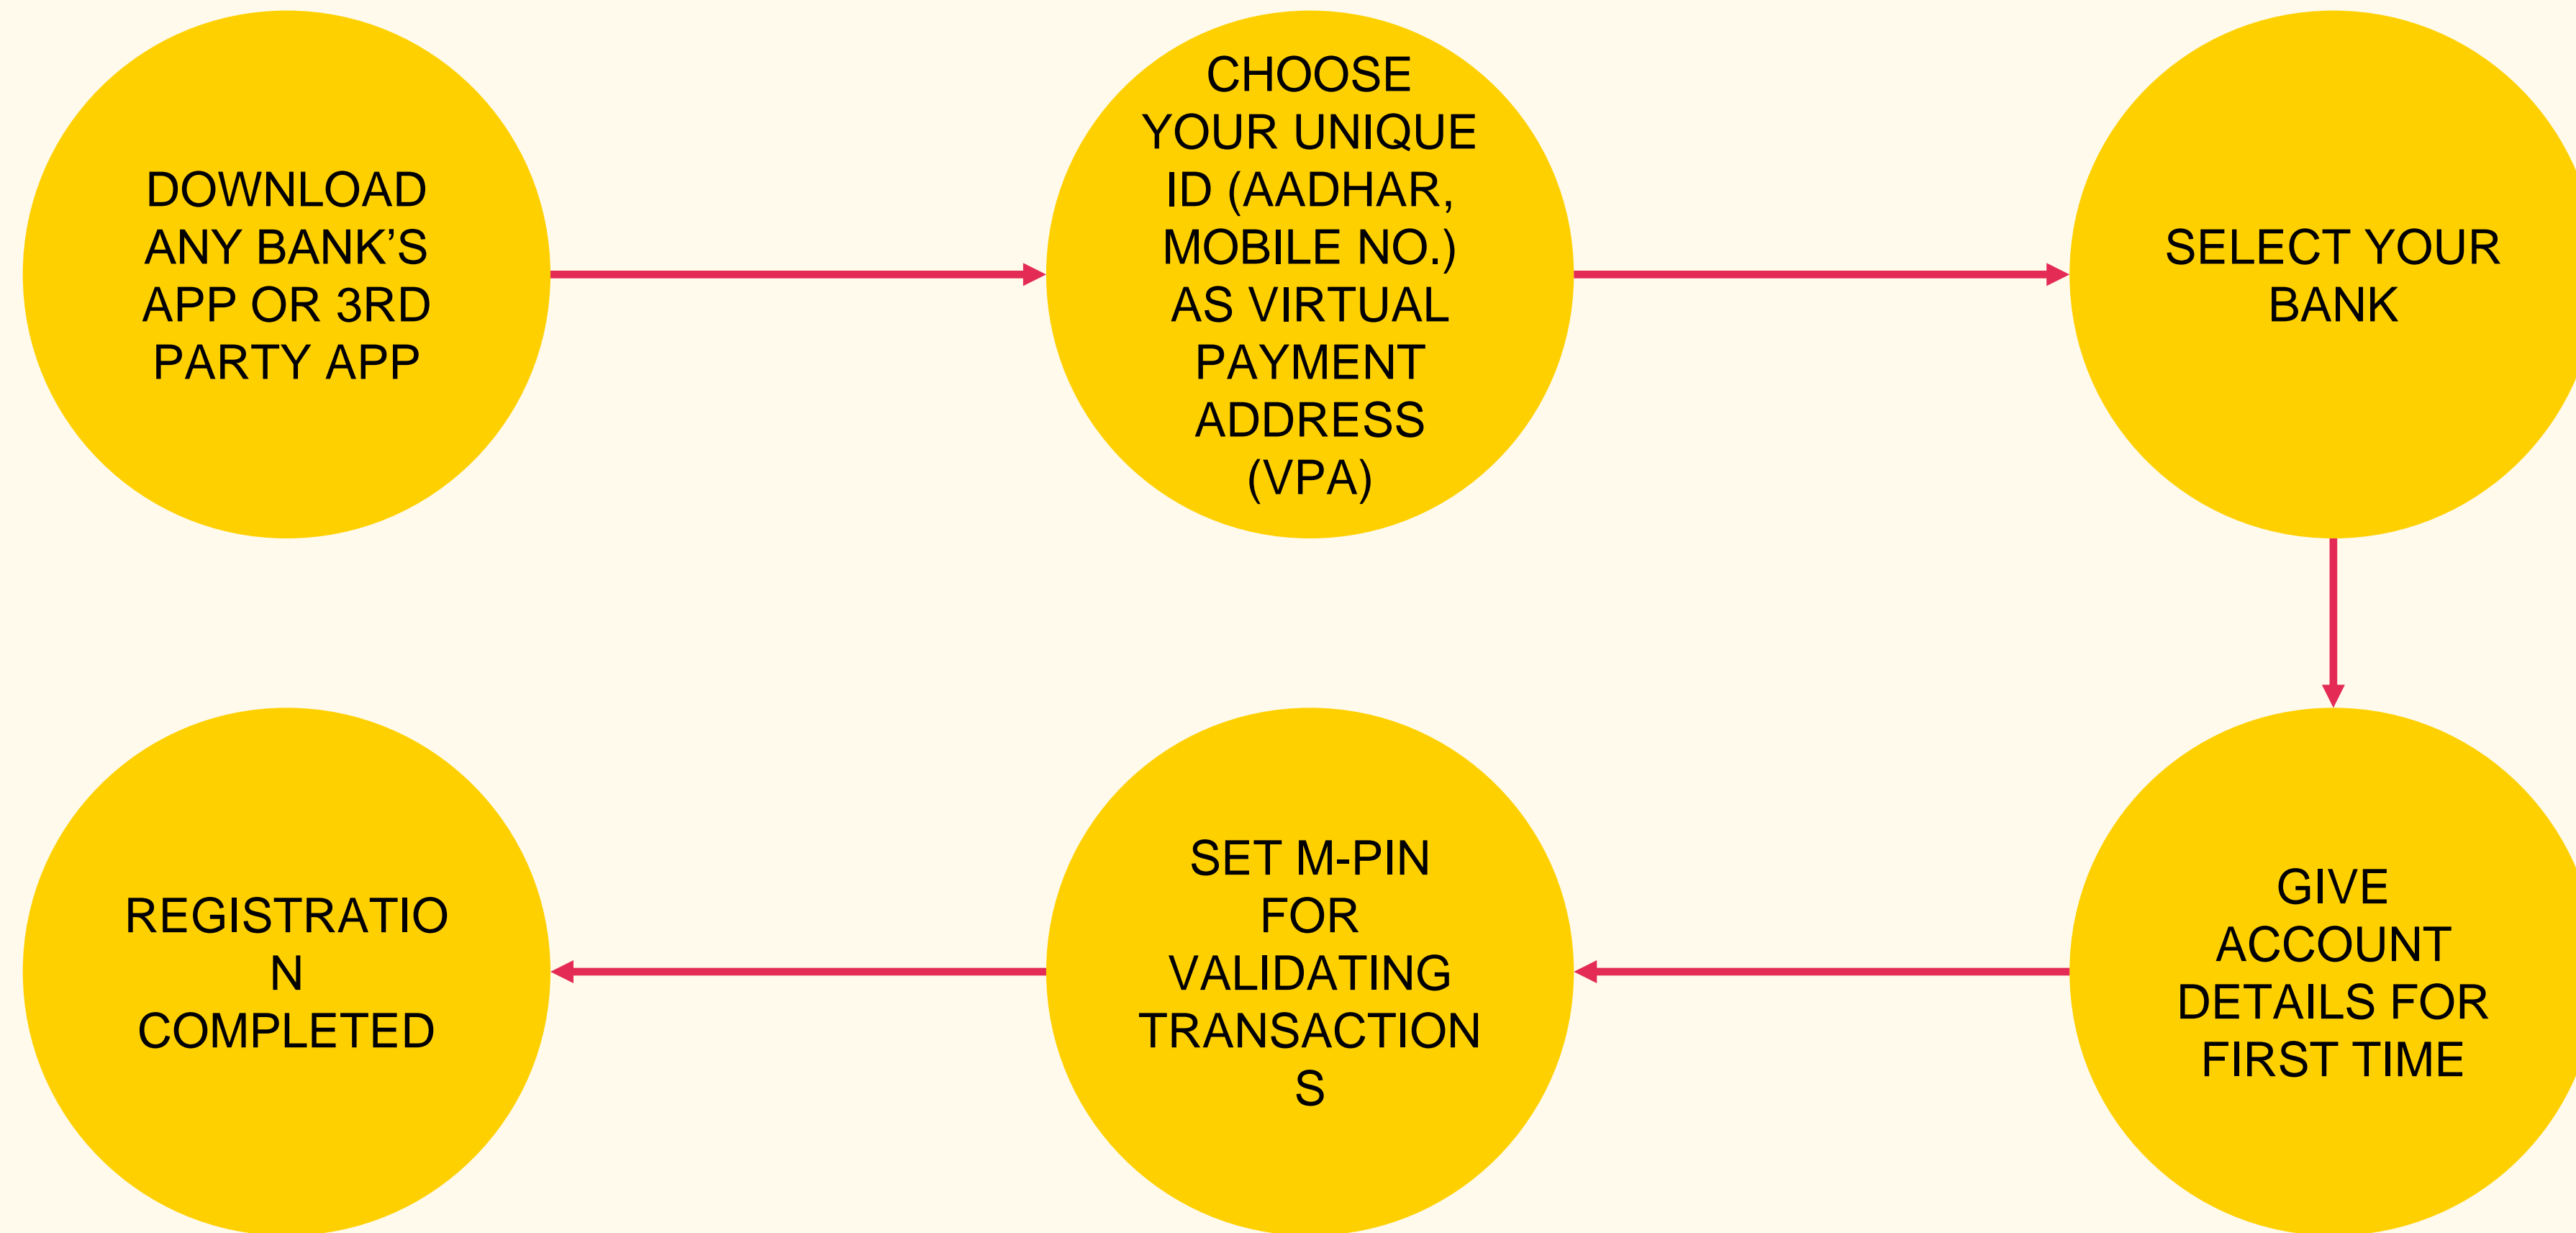 DOWNLOAD
ANY BANK’S
APP OR 3RD
PARTY APP
CHOOSE
YOUR UNIQUE
ID (AADHAR,
MOBILE NO.)
AS VIRTUAL
PAYMENT
ADDRESS
(VPA)
SELECT YOUR
BANK
GIVE
ACCOUNT
DETAILS FOR
FIRST TIME
SET M-PIN
FOR
VALIDATING
TRANSACTION
S
REGISTRATIO
N
COMPLETED